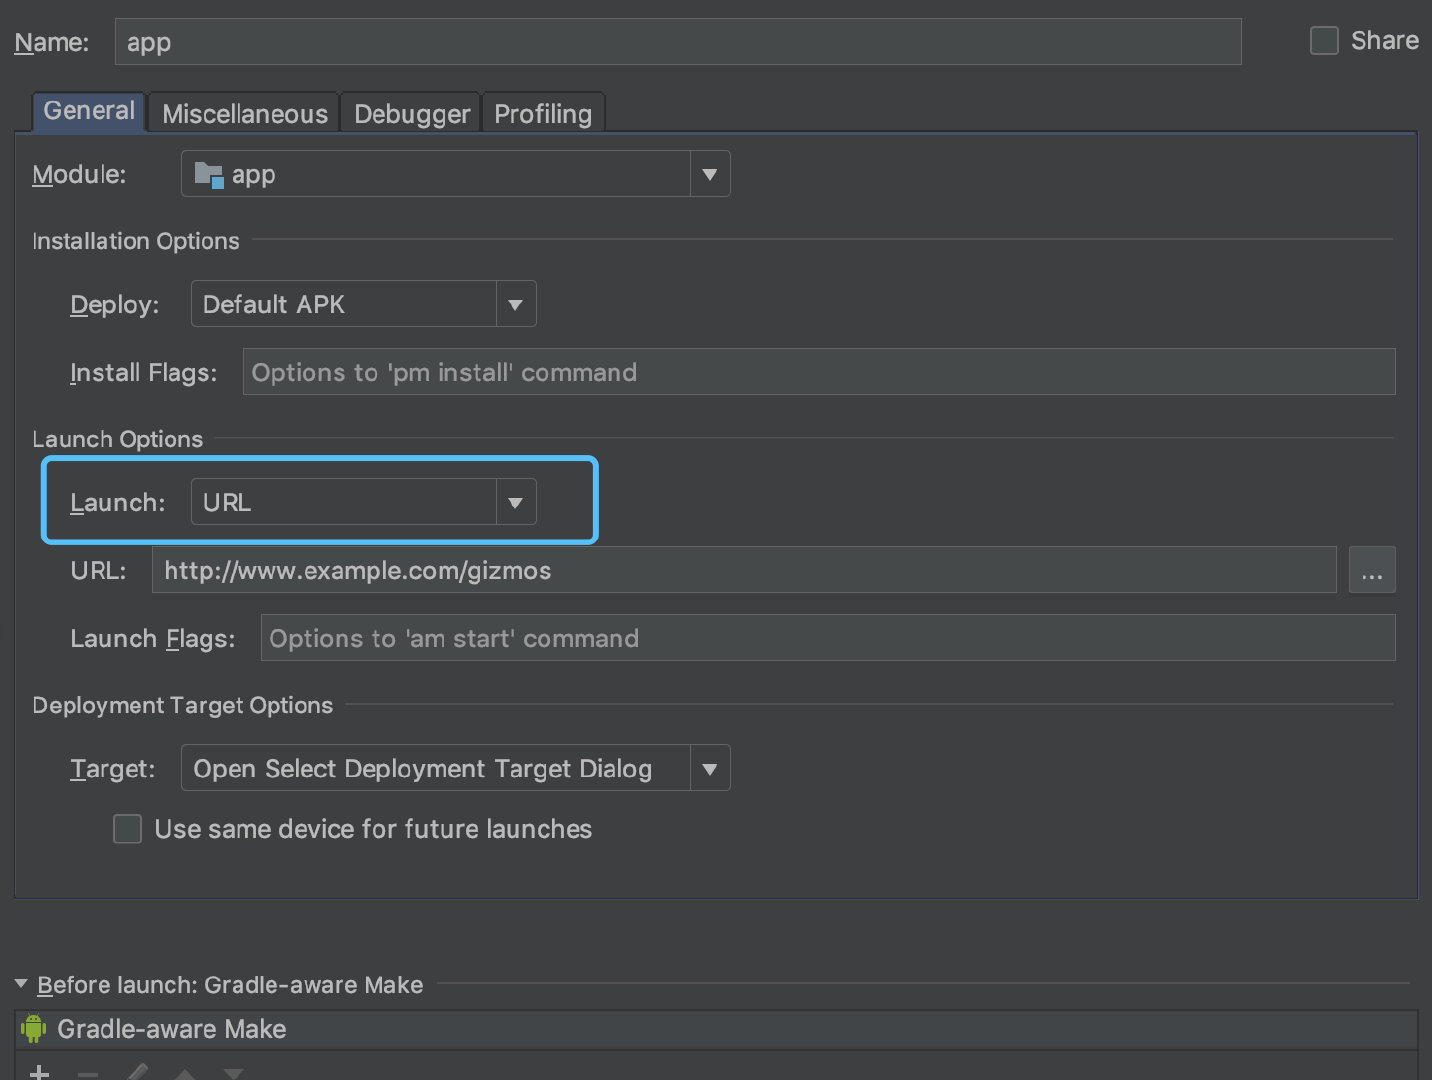 Name: app Share
General Miscellaneous Debugger Profiling
Module: app
Installation Options
Deploy: Default APK
Install Flags: Options to 'pm install' command
Launch Options
Launch: URL
URL: http://www.example.com/gizmos ...
Launch Flags: Options to 'am start' command
Deployment Target Options
Target: Open Select Deployment Target Dialog
Use same device for future launches
Before launch: Gradle-aware Make
Gradle-aware Make